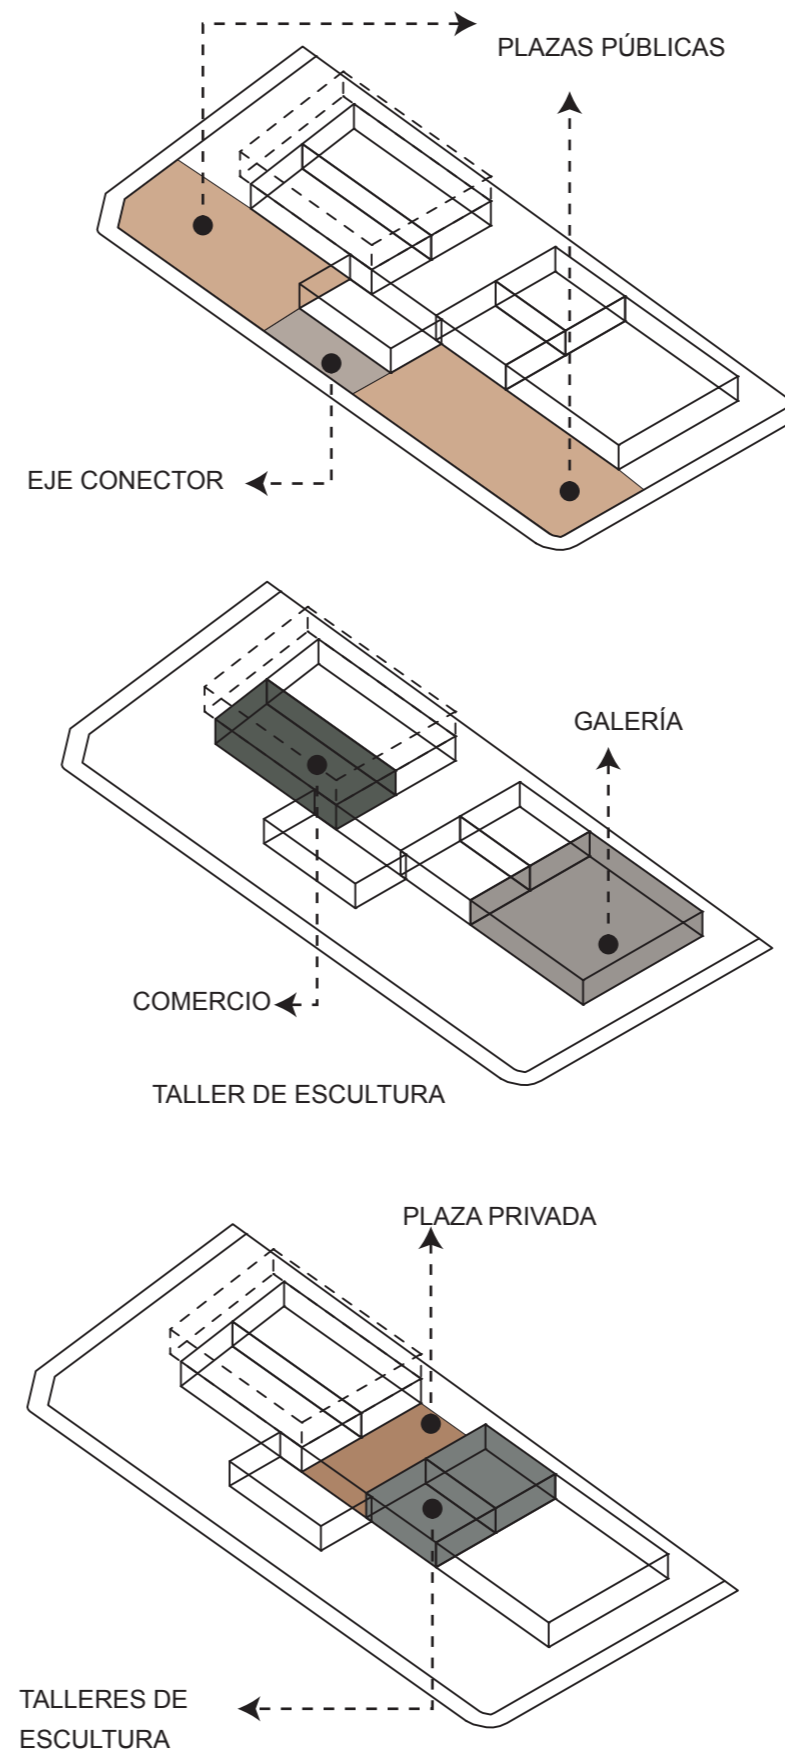 PLAZAS PÚBLICAS
EJE CONECTOR
GALERÍA
COMERCIO
TALLER DE ESCULTURA
PLAZA PRIVADA
TALLERES DE
ESCULTURA